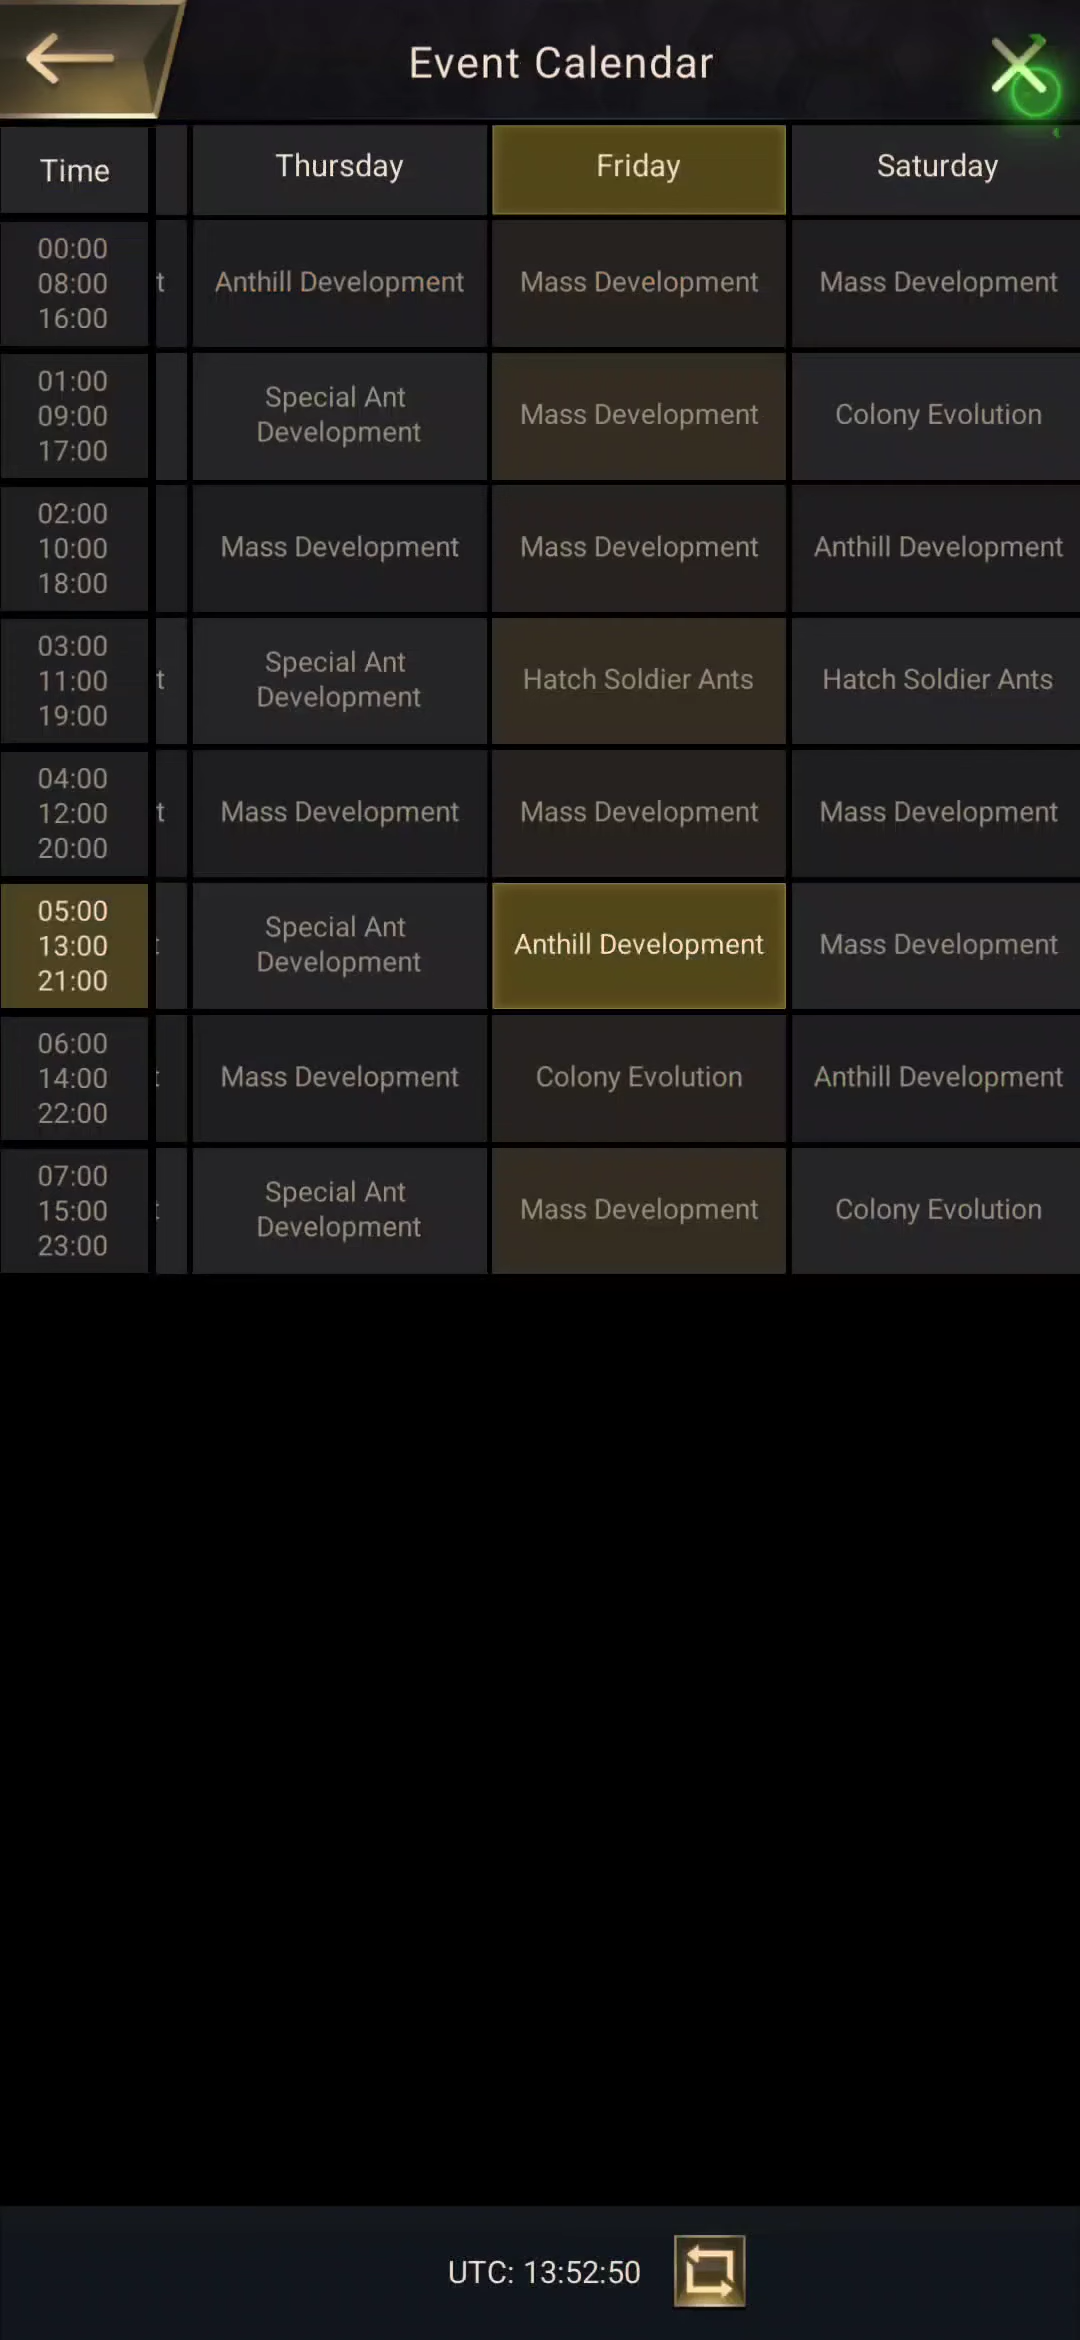 Event Calendar
Time
Thursday
Friday
Saturday
00:00
08:00
16:00
t
Anthill Development
Mass Development
Mass Development
01:00
09:00
17:00
Special Ant
Development
Mass Development
Colony Evolution
02:00
10:00
18:00
Mass Development
Mass Development
Anthill Development
03:00
11:00
19:00
t
Special Ant
Development
Hatch Soldier Ants
Hatch Soldier Ants
04:00
12:00
20:00
t
Mass Development
Mass Development
Mass Development
05:00
13:00
21:00
t
Special Ant
Development
Anthill Development
Mass Development
06:00
14:00
22:00
t
Mass Development
Colony Evolution
Anthill Development
07:00
15:00
23:00
t
Special Ant
Development
Mass Development
Colony Evolution
UTC: 13:52:50